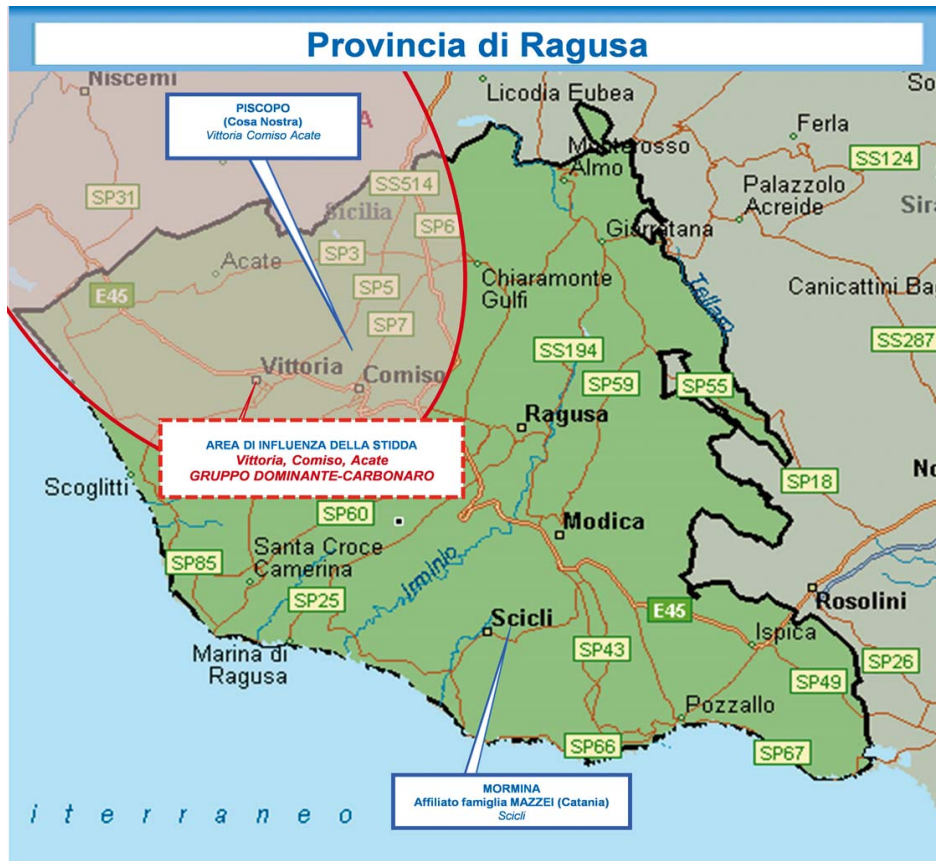 Provincia di Ragusa
Niscemi
PISCOPO
(Cosa Nostra)
Vittoria Comiso Acate
Licodia Eubea
So
Ferla
SS124
Monterosso
Almo
SS514
Palazzolo
Acreide
SP31
Sicilia
Sira
SP6
Giarratana
SP3
Acate
Chiaramonte
Gulfi
Tellaro
Canicattini Ba
E45
SP5
SP7
SS194
SS287
Vittoria
Comiso
SP59
SP55
Ragusa
AREA DI INFLUENZA DELLA STIDDA
Vittoria, Comiso, Acate
GRUPPO DOMINANTE-CARBONARO
No
Scoglitti
SP18
SP60
Modica
SP85
Santa Croce
Camerina
Irminio
SP25
Rosolini
E45
Scicli
Ispica
Marina di
Ragusa
SP43
SP26
SP49
Pozzallo
SP66
SP67
MORMINA
Affiliato famiglia MAZZEI (Catania)
Scicli
iterraneo